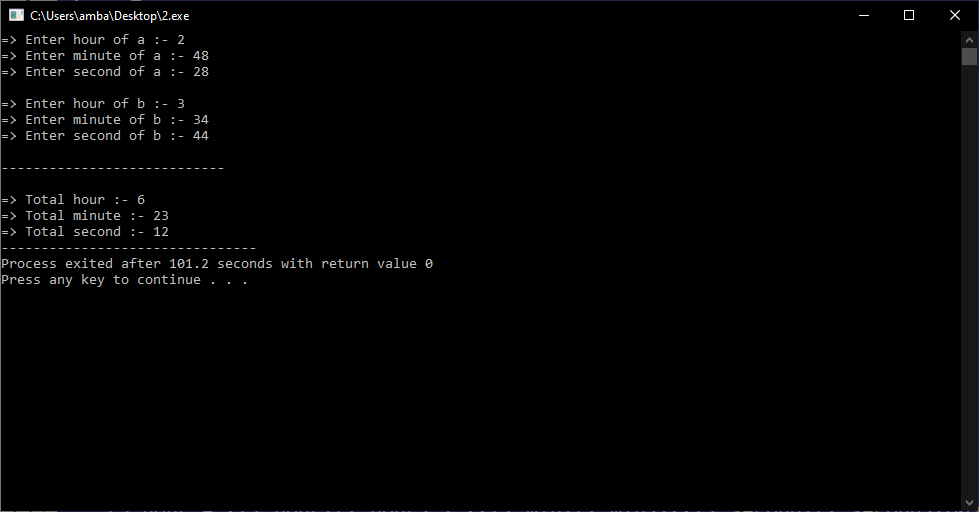 C:\Users\amba\Desktop\2.exe
=> Enter hour of a :- 2
=> Enter minute of a :- 48
=> Enter second of a :- 28
=> Enter hour of b :- 3
=> Enter minute of b :- 34
=> Enter second of b :- 44
----------------------------
=> Total hour :- 6
=> Total minute :- 23
=> Total second :- 12
--------------------------------
Process exited after 101.2 seconds with return value 0
Press any key to continue . . .